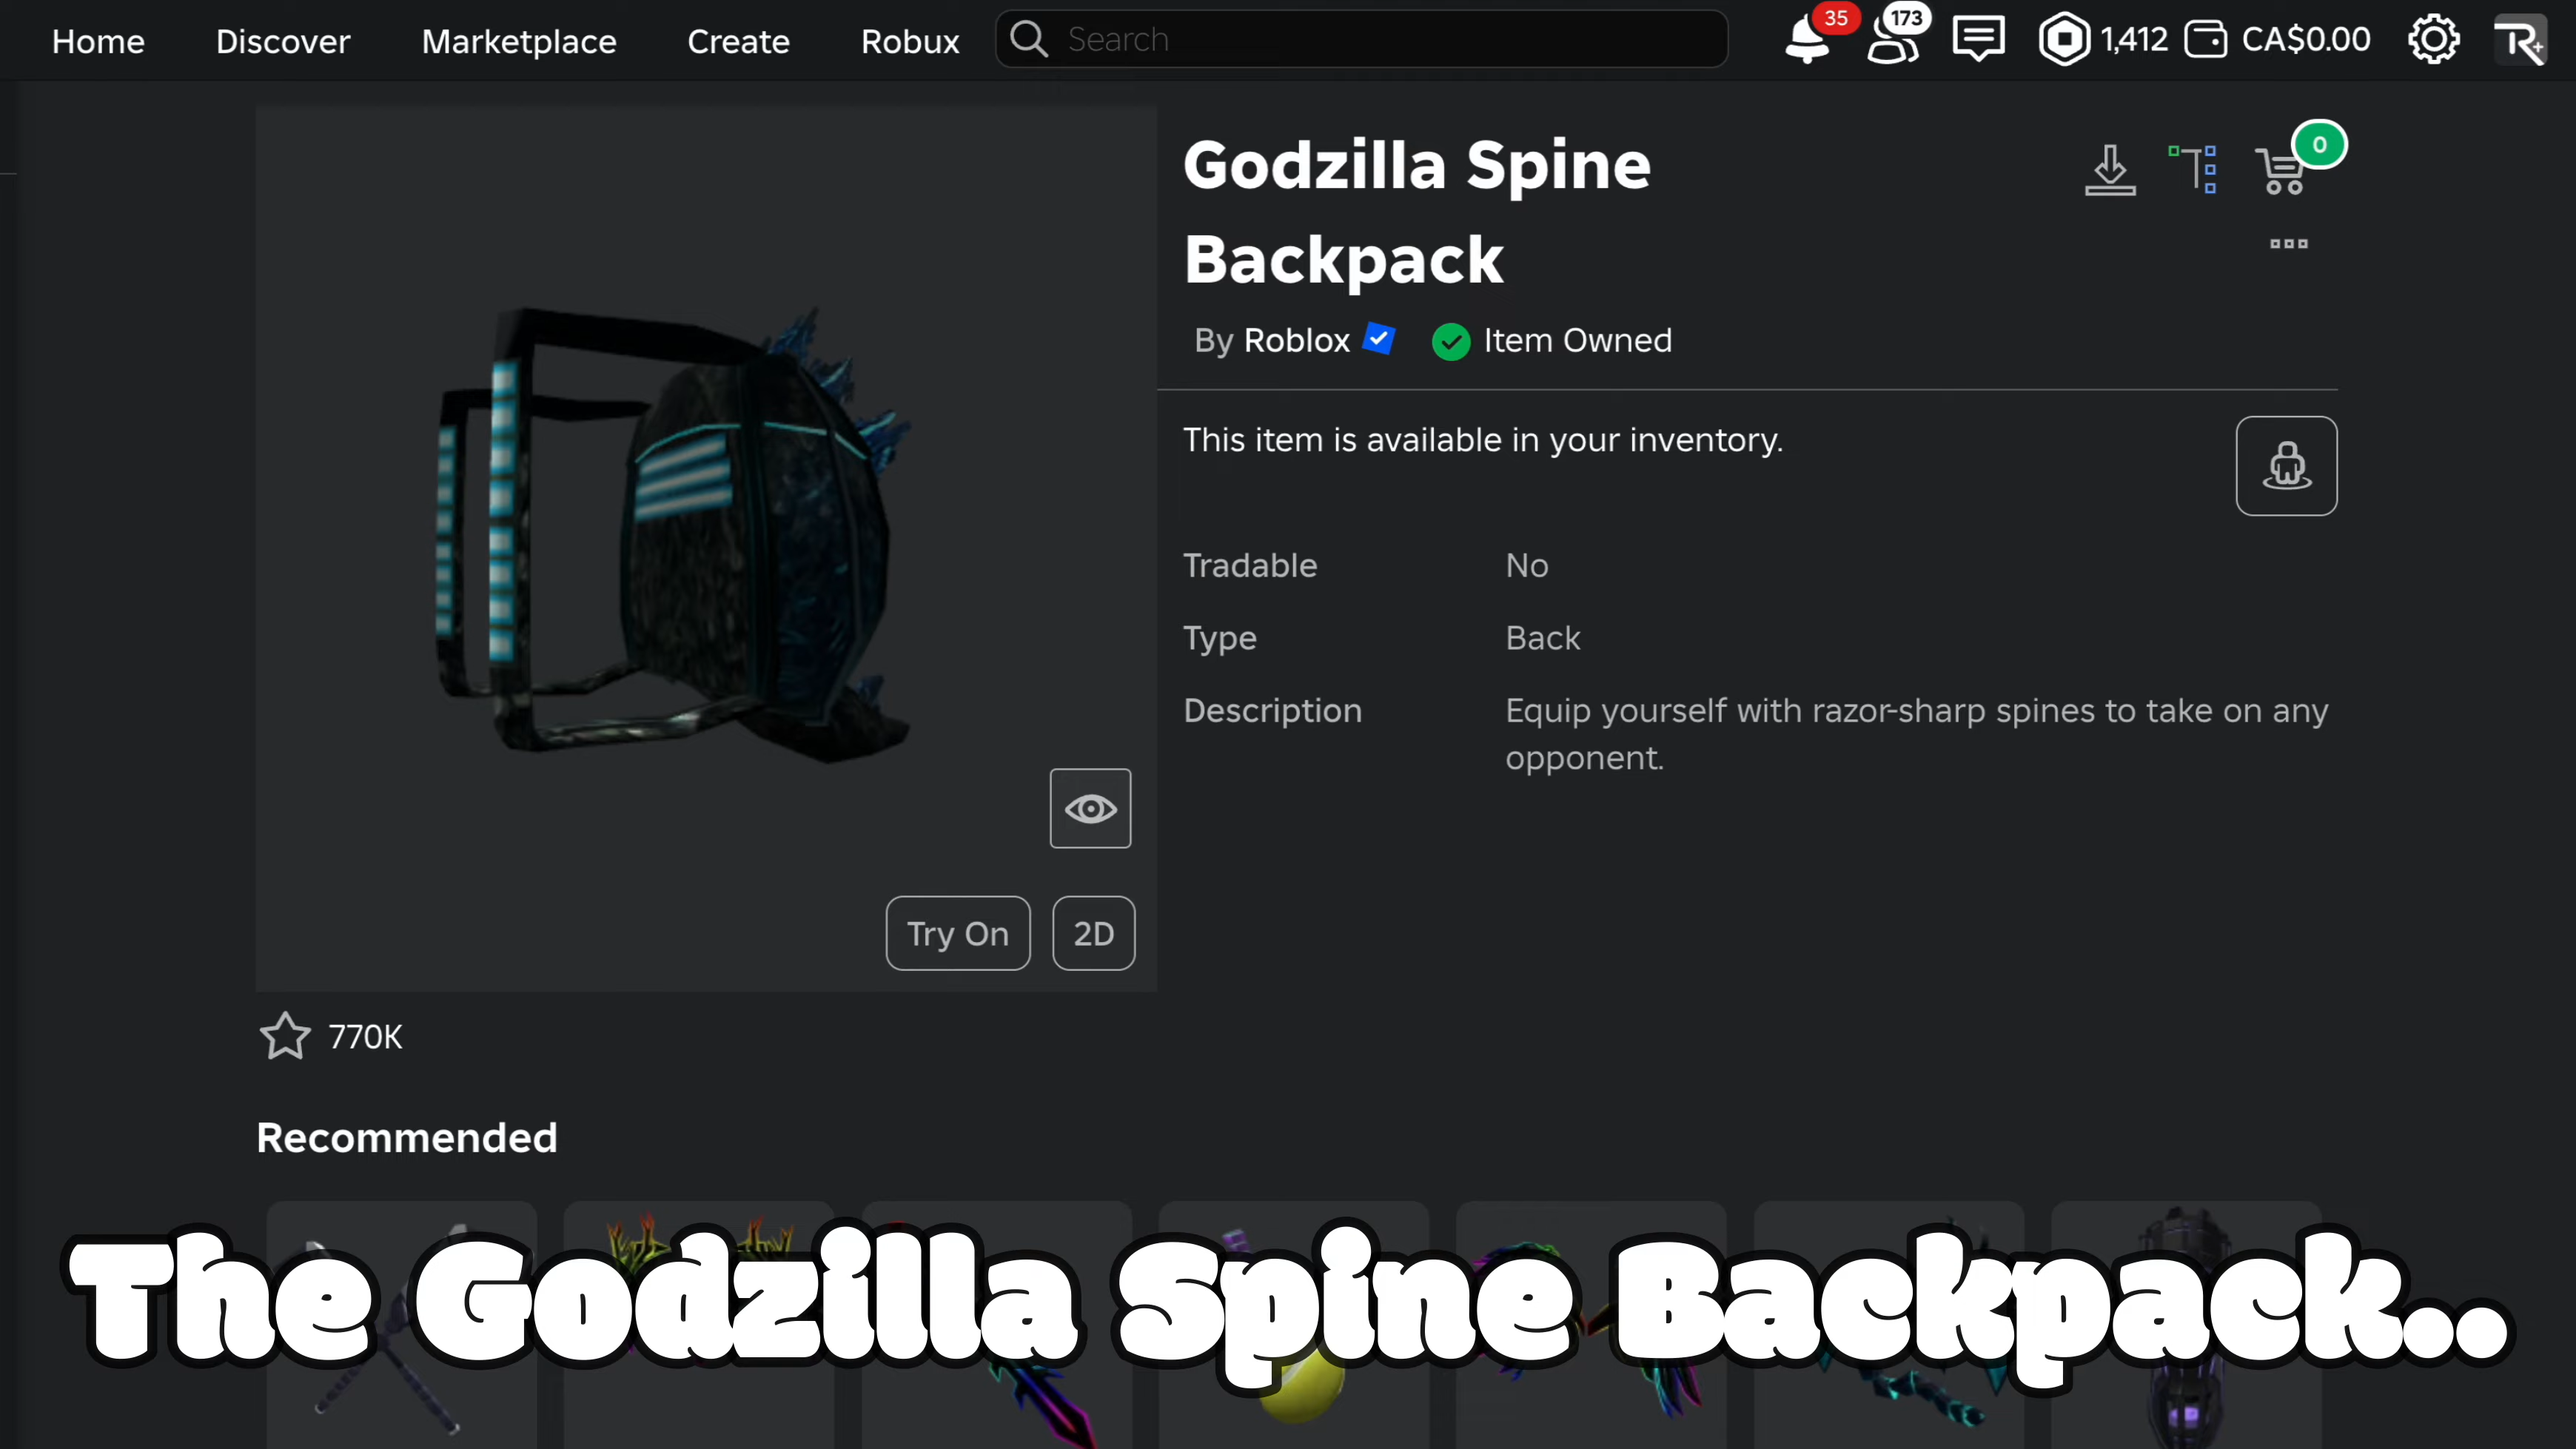 Home Discover Marketplace Create Robux Search 35 173 1,412 CA$0.00
Godzilla Spine
Backpack
0
By Roblox Item Owned
This item is available in your inventory.
Tradable No
Type Back
Description Equip yourself with razor-sharp spines to take on any
opponent.
Try On 2D
770K
Recommended
The Godzilla Spine Backpack..